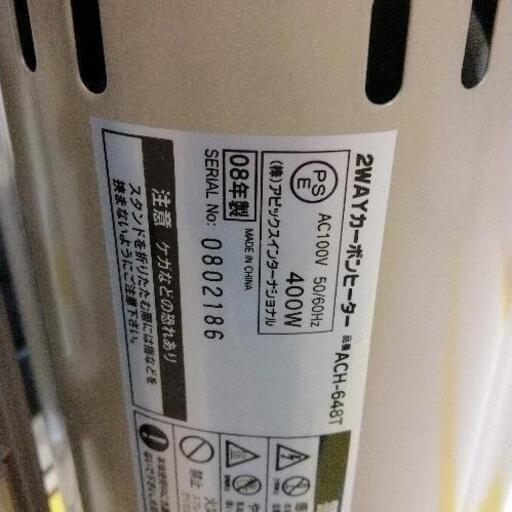 2WAYカーボンヒーター 品番 ACH-648T
PS
E
AC100V 50/60Hz
400W
(株)アピックスインターナショナル
08年製
MADE IN CHINA
SERIAL No: 0802186
注意 ケガなどの恐れあり
スタンドを折りたたむ際には指などを
挟まないようにご注意下さい。
禁止